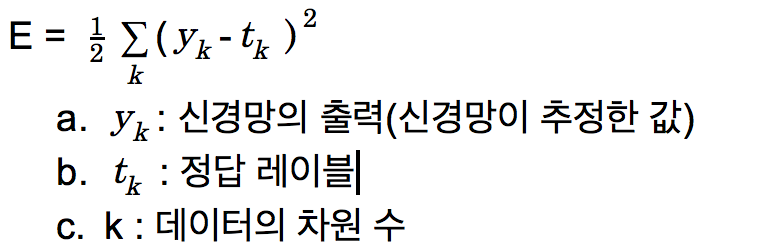 E = ½ ∑ₖ (yₖ - tₖ)²
a. yₖ : 신경망의 출력(신경망이 추정한 값)
b. tₖ : 정답 레이블
c. k : 데이터의 차원 수